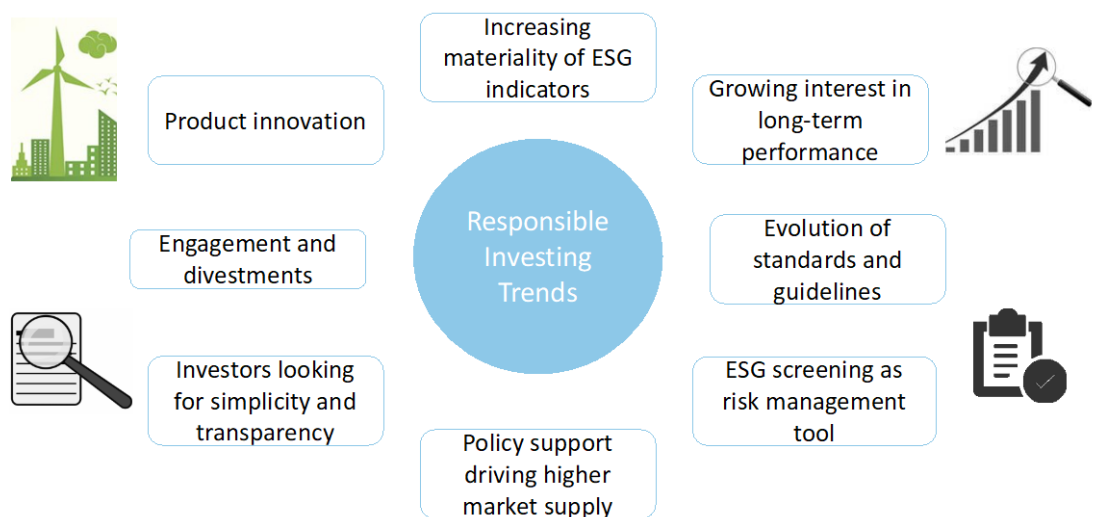 Increasing
materiality of ESG
indicators
Product innovation
Growing interest in
long-term
performance
Responsible
Investing
Trends
Engagement and
divestments
Evolution of
standards and
guidelines
Investors looking
for simplicity and
transparency
ESG screening as
risk management
tool
Policy support
driving higher
market supply